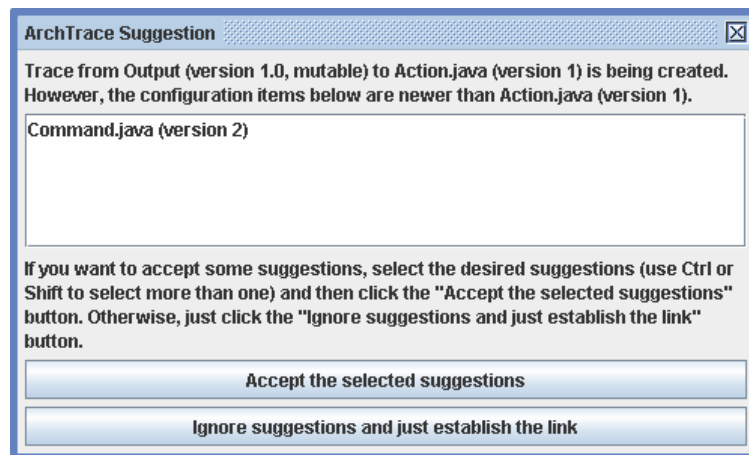 ArchTrace Suggestion
Trace from Output (version 1.0, mutable) to Action.java (version 1) is being created.
However, the configuration items below are newer than Action.java (version 1).
Command.java (version 2)
If you want to accept some suggestions, select the desired suggestions (use Ctrl or
Shift to select more than one) and then click the "Accept the selected suggestions"
button. Otherwise, just click the "Ignore suggestions and just establish the link"
button.
Accept the selected suggestions
Ignore suggestions and just establish the link